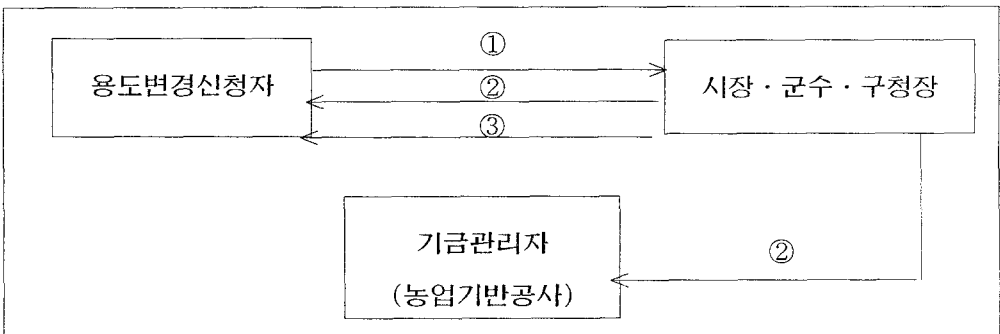 ①
용도변경신청자
시장 · 군수 · 구청장
②
③
기금관리자
②
(농업기반공사)